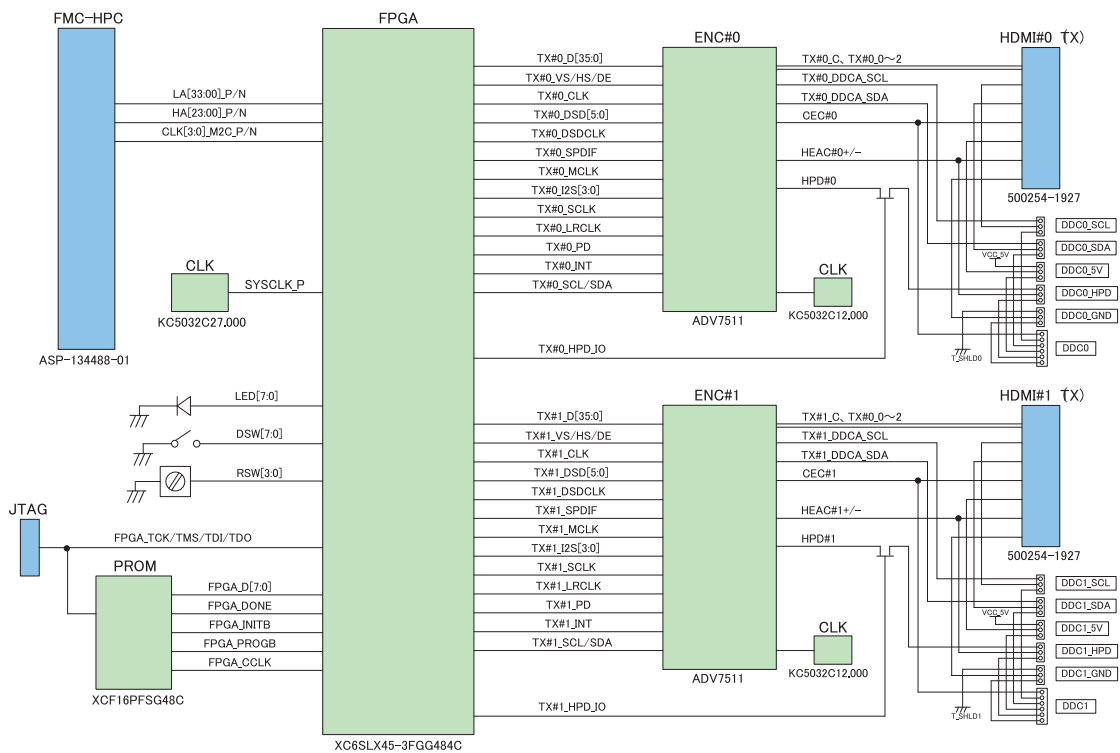 FMC-HPC
LA[33:00]_P/N
HA[23:00]_P/N
CLK[3:0]_M2C_P/N
ASP-134488-01
CLK
SYSCLK_P
KC5032C27.000
LED[7:0]
DSW[7:0]
RSW[3:0]
JTAG
FPGA_TCK/TMS/TDI/TDO
PROM
FPGA_D[7:0]
FPGA_DONE
FPGA_INITB
FPGA_PROGB
FPGA_CCLK
XCF16PFSG48C
FPGA
XC6SLX45-3FGG484C
TX#0_D[35:0]
TX#0_VS/HS/DE
TX#0_CLK
TX#0_DSD[5:0]
TX#0_DSDCLK
TX#0_SPDIF
TX#0_MCLK
TX#0_I2S[3:0]
TX#0_SCLK
TX#0_LRCLK
TX#0_PD
TX#0_INT
TX#0_SCL/SDA
TX#0_HPD_IO
ENC#0
ADV7511
TX#0_C、TX#0_0～2
TX#0_DDCA_SCL
TX#0_DDCA_SDA
CEC#0
HEAC#0+/-
HPD#0
CLK
KC5032C12.000
HDMI#0 (TX)
500254-1927
DDC0_SCL
DDC0_SDA
VCC_5V
DDC0_5V
DDC0_HPD
DDC0_GND
T_SHLD0
DDC0
TX#1_D[35:0]
TX#1_VS/HS/DE
TX#1_CLK
TX#1_DSD[5:0]
TX#1_DSDCLK
TX#1_SPDIF
TX#1_MCLK
TX#1_I2S[3:0]
TX#1_SCLK
TX#1_LRCLK
TX#1_PD
TX#1_INT
TX#1_SCL/SDA
TX#1_HPD_IO
ENC#1
ADV7511
TX#1_C、TX#1_0～2
TX#1_DDCA_SCL
TX#1_DDCA_SDA
CEC#1
HEAC#1+/-
HPD#1
CLK
KC5032C12.000
HDMI#1 (TX)
500254-1927
DDC1_SCL
DDC1_SDA
VCC_5V
DDC1_5V
DDC1_HPD
DDC1_GND
T_SHLD1
DDC1